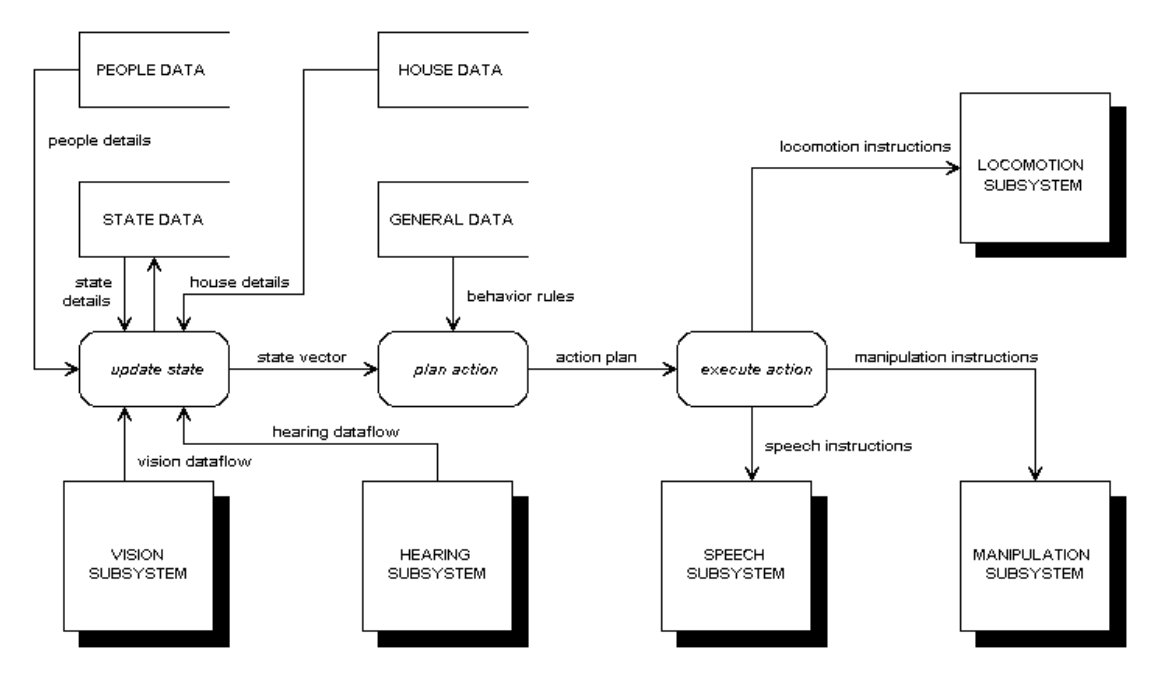 PEOPLE DATA
HOUSE DATA
people details
locomotion instructions
LOCOMOTION
SUBSYSTEM
STATE DATA
GENERAL DATA
state
details
house details
behavior rules
update state
state vector
plan action
action plan
execute action
manipulation instructions
hearing dataflow
vision dataflow
speech instructions
VISION
SUBSYSTEM
HEARING
SUBSYSTEM
SPEECH
SUBSYSTEM
MANIPULATION
SUBSYSTEM